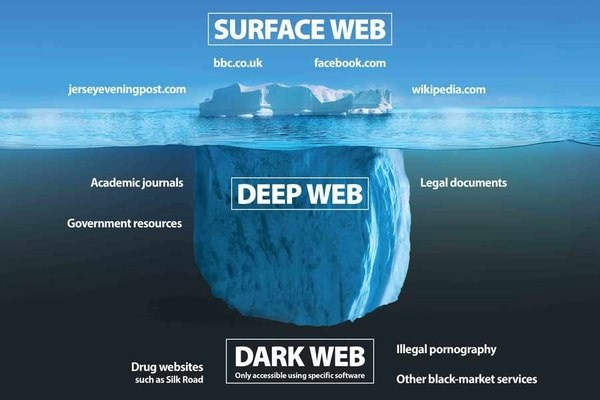 SURFACE WEB
bbc.co.uk
facebook.com
jerseyeveningpost.com
wikipedia.com
Academic journals
DEEP WEB
Legal documents
Government resources
DARK WEB
Only accessible using specific software
Illegal pornography
Drug websites
such as Silk Road
Other black-market services